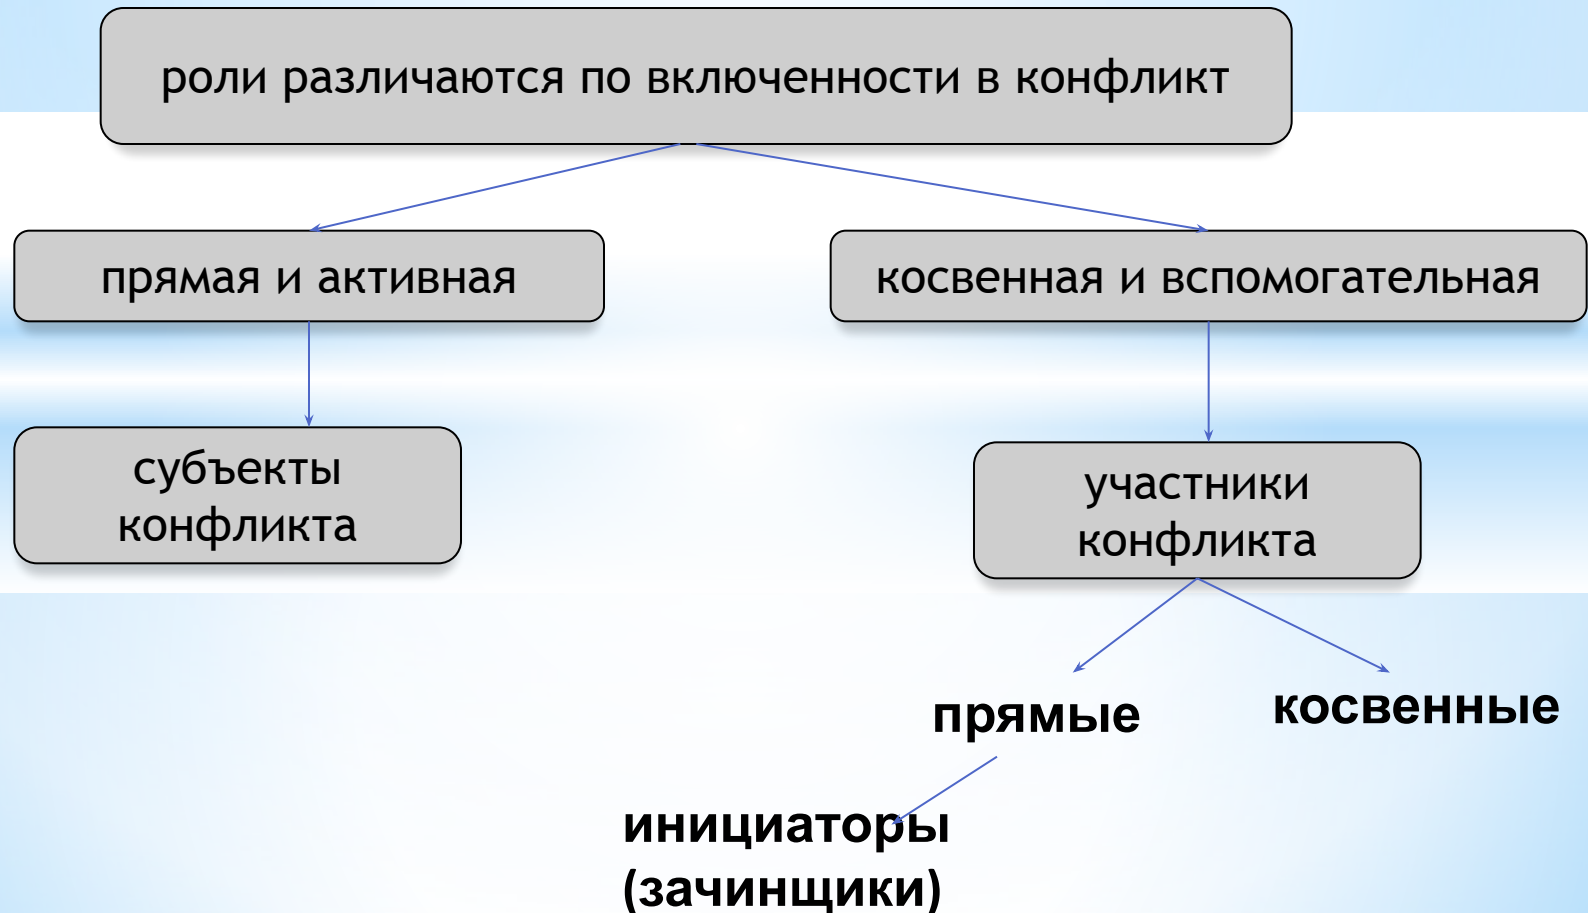 роли различаются по включенности в конфликт
прямая и активная
косвенная и вспомогательная
субъекты
конфликта
участники
конфликта
прямые
косвенные
инициаторы
(зачинщики)